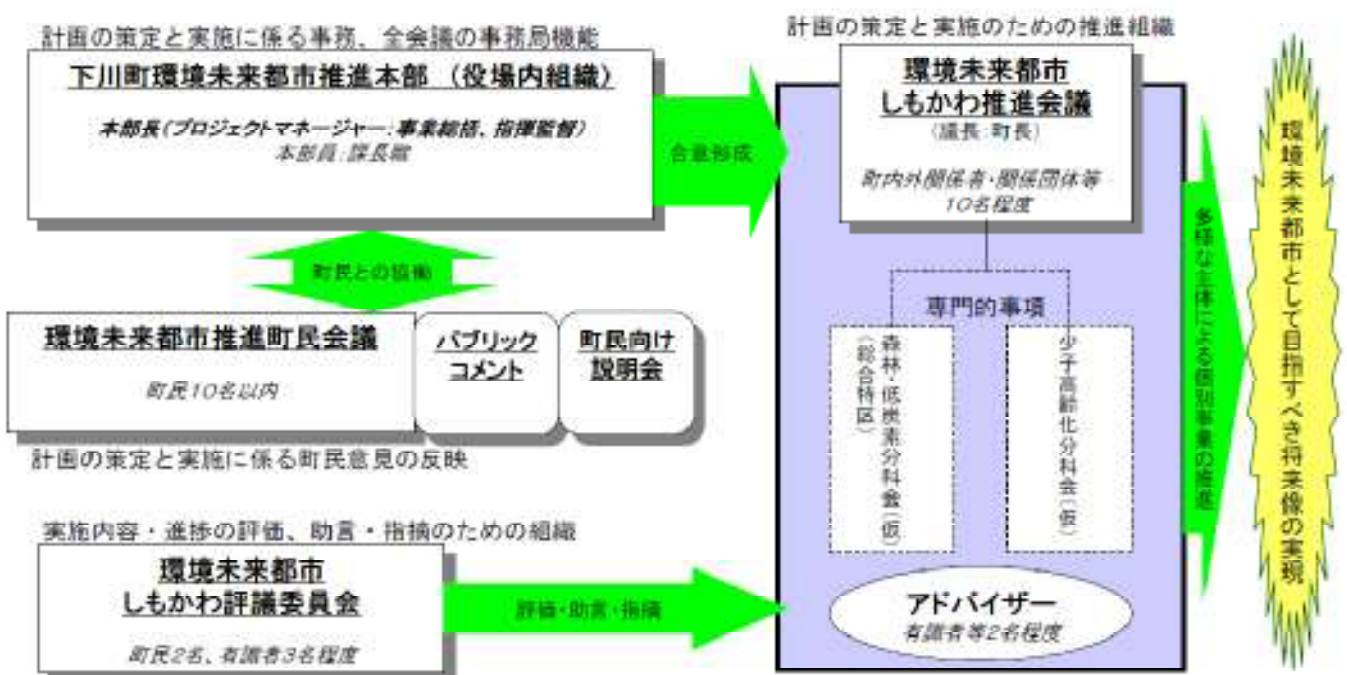 計画の策定と実施に係る事務、全会議の事務局機能
下川町環境未来都市推進本部 (役場内組織)
本部長(プロジェクトマネージャー:事業総括、指揮監督)
本部員:課長職
合意形成
町民との協働
環境未来都市推進町民会議
町民10名以内
パブリック
コメント
町民向け
説明会
計画の策定と実施に係る町民意見の反映
実施内容・進捗の評価、助言・指摘のための組織
環境未来都市
しもかわ評議委員会
町民2名、有識者3名程度
評価・助言・指摘
計画の策定と実施のための推進組織
環境未来都市
しもかわ推進会議
(議長:町長)
町内外関係者・関係団体等
10名程度
専門的事項
森林・低炭素分科会(仮)
(総合特区)
少子高齢化分科会(仮)
アドバイザー
有識者等2名程度
多様な主体による個別事業の推進
環境未来都市として目指すべき将来像の実現